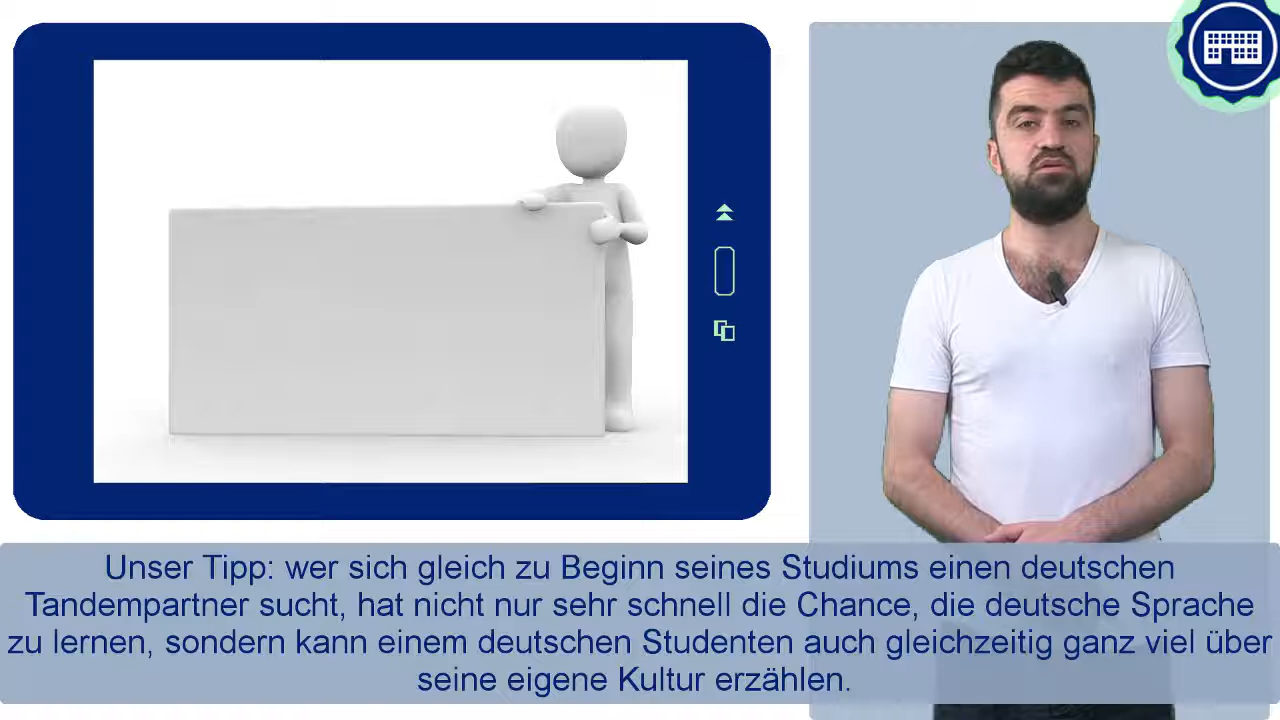 Unser Tipp: wer sich gleich zu Beginn seines Studiums einen deutschen
Tandempartner sucht, hat nicht nur sehr schnell die Chance, die deutsche Sprache
zu lernen, sondern kann einem deutschen Studenten auch gleichzeitig ganz viel über
seine eigene Kultur erzählen.